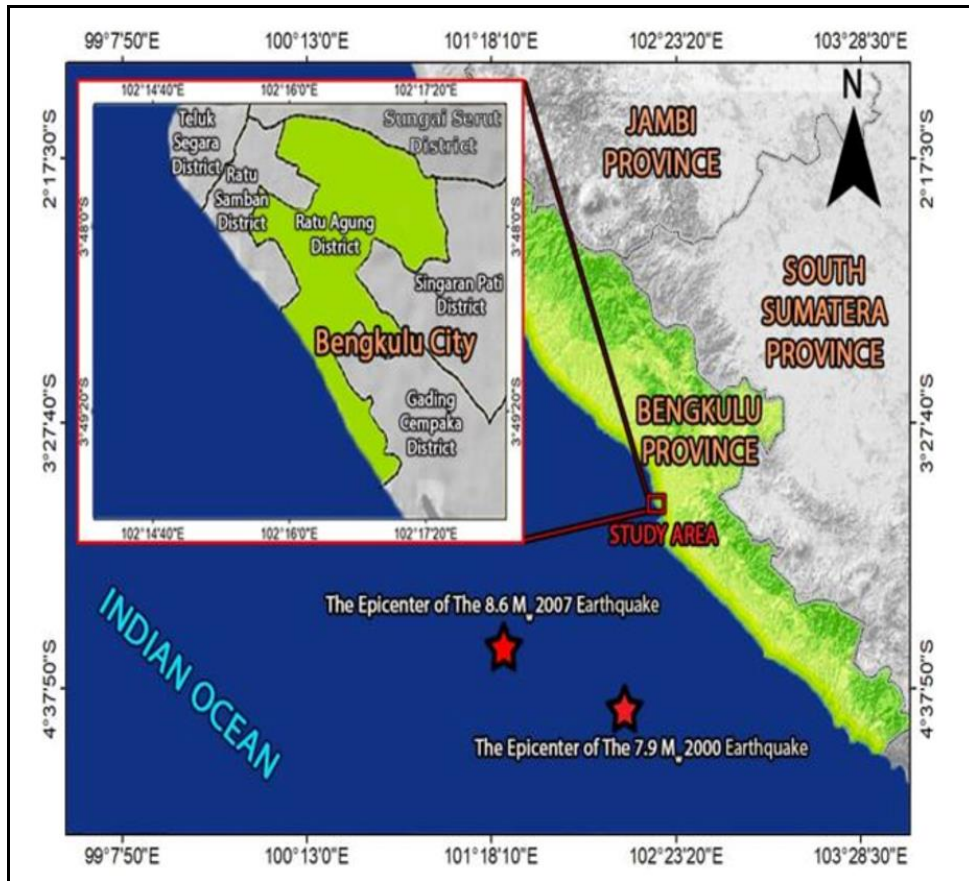 99°7'50"E 100°13'0"E 101°18'10"E 102°23'20"E 103°28'30"E
102°14'40"E 102°16'0"E 102°17'20"E
N
2°17'30"S
2°17'30"S
JAMBI
PROVINCE
Teluk
Segara
District
Sungai Serut
District
Ratu
Samban
District
Ratu Agung
District
3°48'0"S
3°48'0"S
Singaran Pati
District
SOUTH
SUMATERA
PROVINCE
Bengkulu City
Gading
Cempaka
District
3°49'20"S
3°49'20"S
BENGKULU
PROVINCE
3°27'40"S
3°27'40"S
102°14'40"E 102°16'0"E 102°17'20"E
STUDY AREA
The Epicenter of The 8.6 Mw 2007 Earthquake
INDIAN OCEAN
4°37'50"S
4°37'50"S
The Epicenter of The 7.9 Mw 2000 Earthquake
99°7'50"E 100°13'0"E 101°18'10"E 102°23'20"E 103°28'30"E